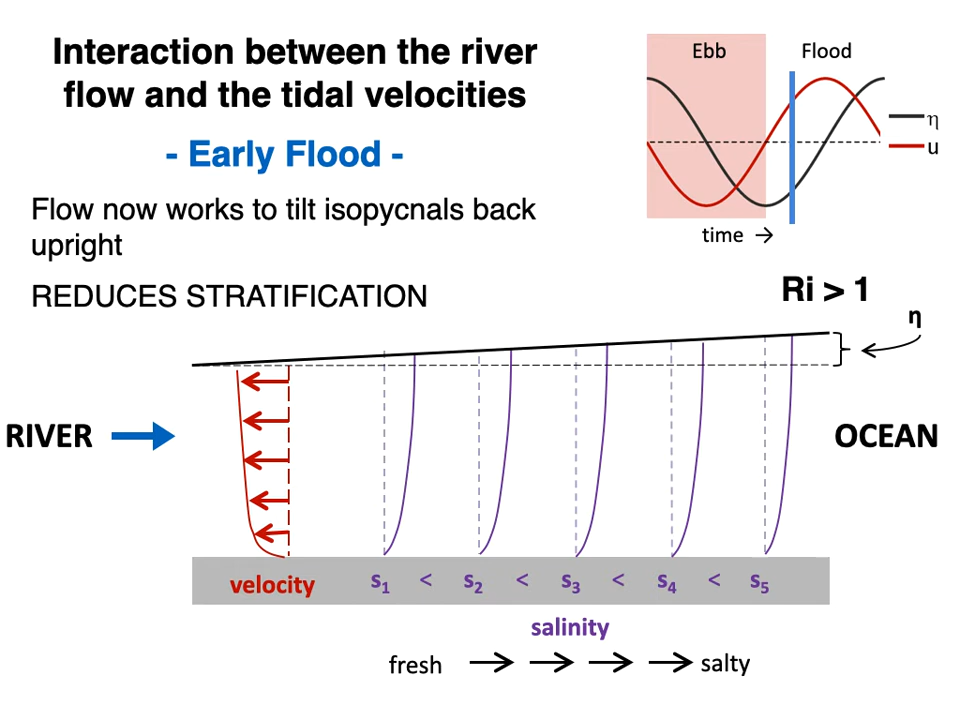 Interaction between the river
flow and the tidal velocities
- Early Flood -
Flow now works to tilt isopycnals back
upright
REDUCES STRATIFICATION
Ebb
Flood
η
u
time →
Ri > 1
η
RIVER
OCEAN
velocity
s1 < s2 < s3 < s4 < s5
salinity
fresh
salty